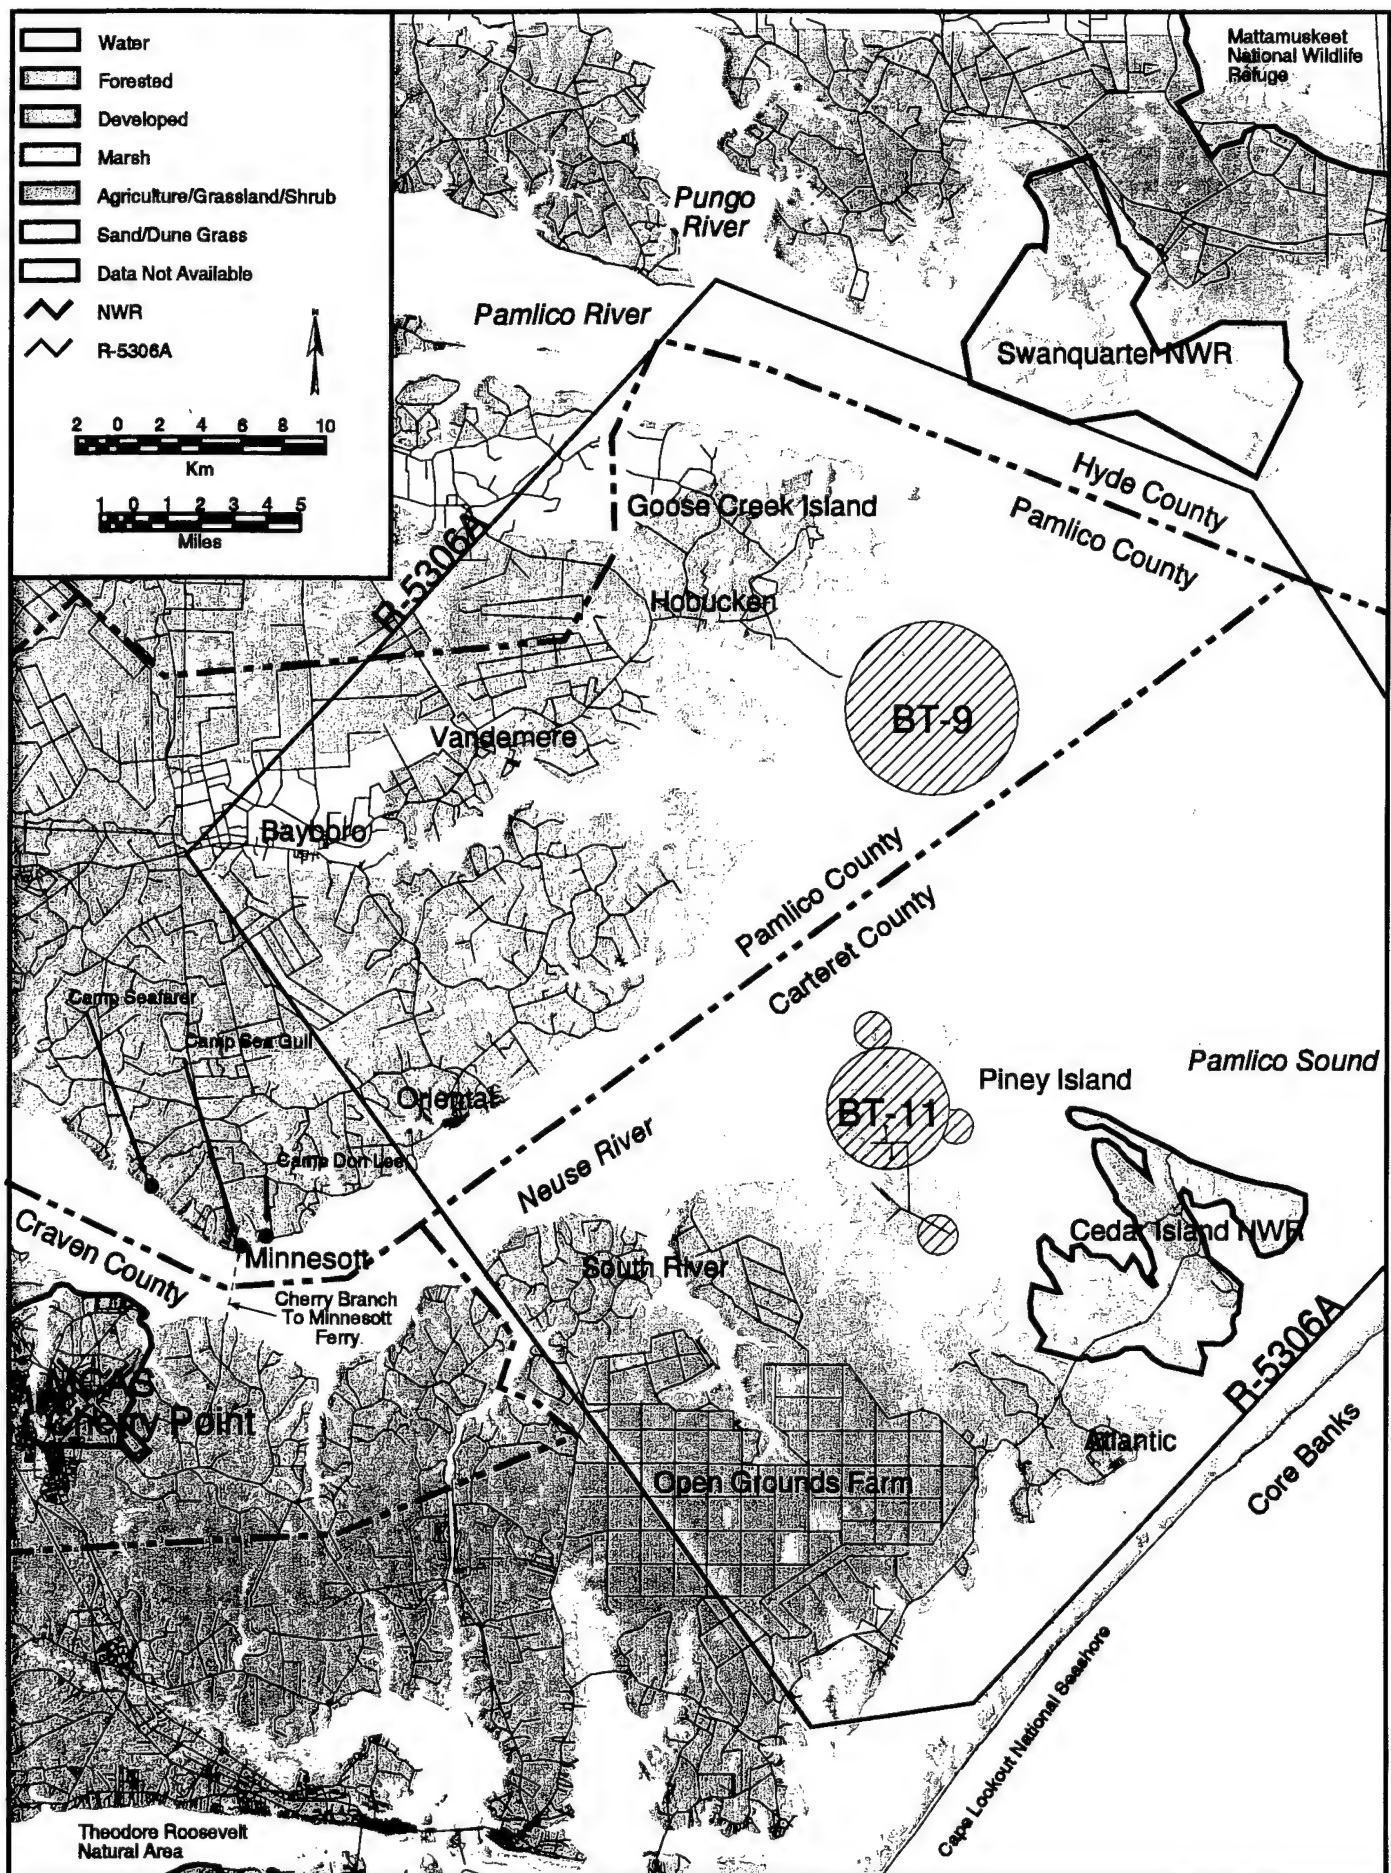 Water
Forested
Developed
Marsh
Agriculture/Grassland/Shrub
Sand/Dune Grass
Data Not Available
NWR
R-5306A
N
2 0 2 4 6 8 10
Km
1 0 1 2 3 4 5
Miles
Mattamuskeet
National Wildlife
Refuge
Pungo
River
Pamlico River
Swanquarter NWR
Hyde County
Pamlico County
Goose Creek Island
R-5306A
Hobucken
BT-9
Vandemere
Bayboro
Pamlico County
Carteret County
Camp Seafarer
Camp Sea Gull
Pamlico Sound
Piney Island
Oriental
BT-11
Camp Don Lee
Neuse River
Craven County
Minnesott
South River
Cedar Island NWR
Cherry Branch
To Minnesott
Ferry
MCAS
Cherry Point
R-5306A
Atlantic
Core Banks
Open Grounds Farm
Cape Lookout National Seashore
Theodore Roosevelt
Natural Area